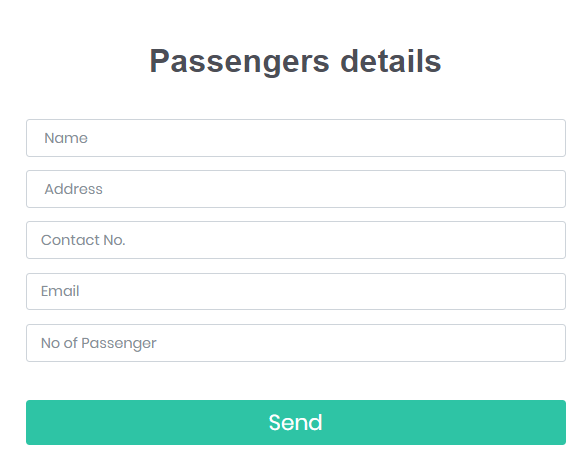 Passengers details
Name
Address
Contact No.
Email
No of Passenger
Send